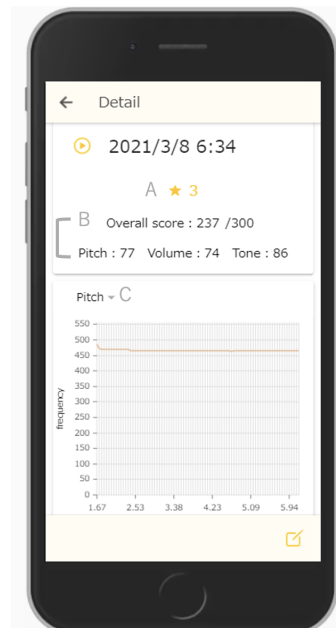 Detail
2021/3/8 6:34
A ★ 3
B Overall score : 237 /300
Pitch : 77 Volume : 74 Tone : 86
Pitch C
550
500
450
400
350
300
250
200
150
100
50
0
frequency
1.67 2.53 3.38 4.23 5.09 5.94